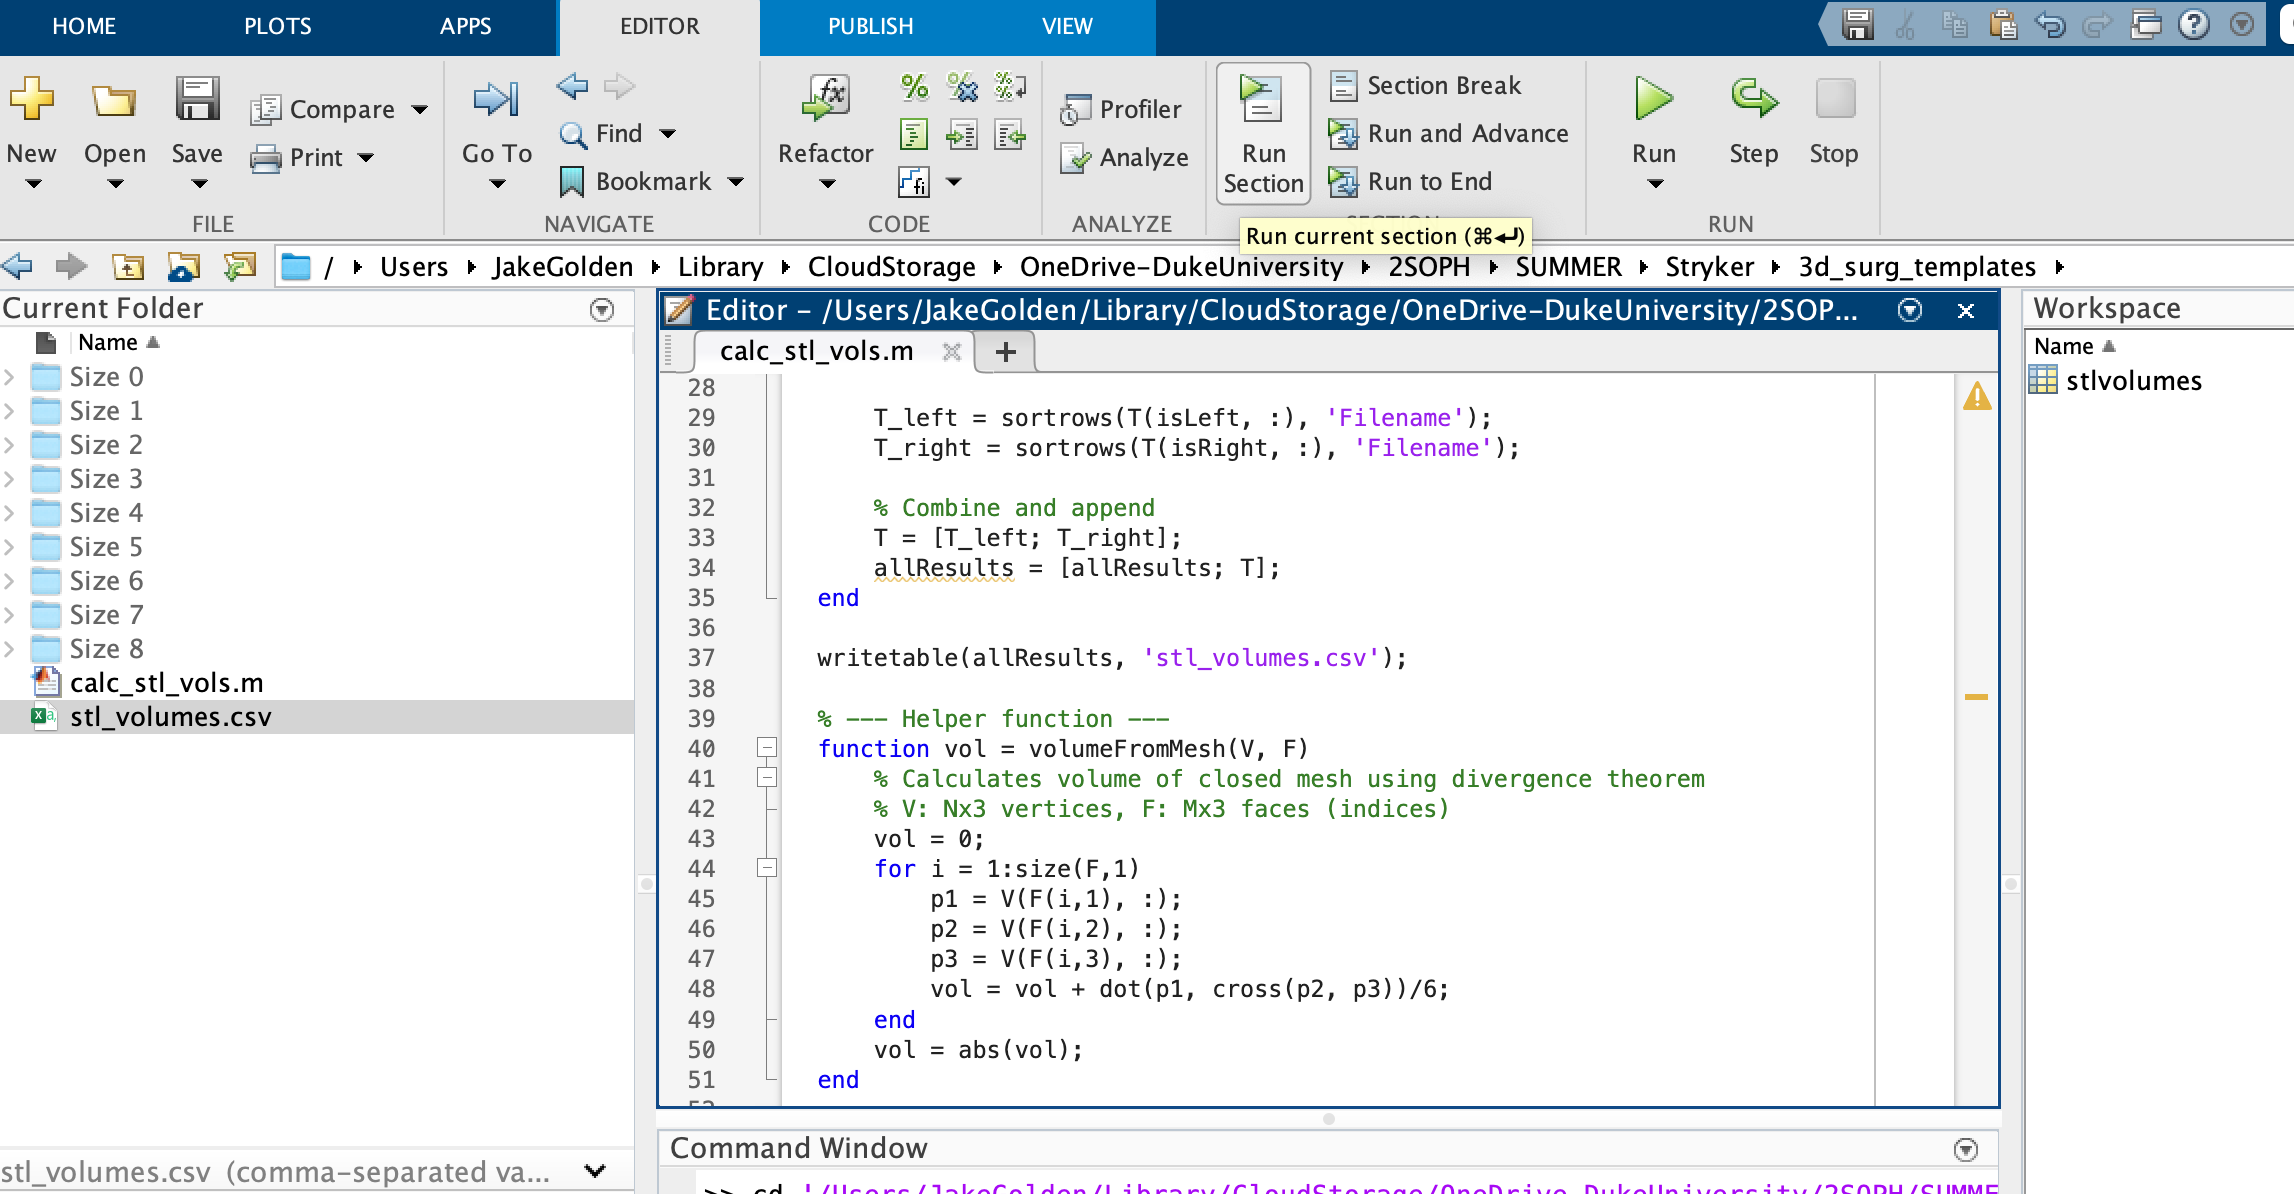 HOME PLOTS APPS EDITOR PUBLISH VIEW
New Open Save Compare Print
FILE
Go To Find Bookmark
NAVIGATE
Refactor
CODE
Profiler
Analyze
ANALYZE
Run Section
Section Break
Run and Advance
Run to End
Run Step Stop
RUN
Run current section (⌘↵)
/ Users JakeGolden Library CloudStorage OneDrive-DukeUniversity 2SOPH SUMMER Stryker 3d_surg_templates
Current Folder
Name
Size 0
Size 1
Size 2
Size 3
Size 4
Size 5
Size 6
Size 7
Size 8
calc_stl_vols.m
stl_volumes.csv
stl_volumes.csv (comma-separated va...
Editor - /Users/JakeGolden/Library/CloudStorage/OneDrive-DukeUniversity/2SOP...
calc_stl_vols.m
28
29 T_left = sortrows(T(isLeft, :), 'Filename');
30 T_right = sortrows(T(isRight, :), 'Filename');
31
32 % Combine and append
33 T = [T_left; T_right];
34 allResults = [allResults; T];
35 end
36
37 writetable(allResults, 'stl_volumes.csv');
38
39 % --- Helper function ---
40 function vol = volumeFromMesh(V, F)
41 % Calculates volume of closed mesh using divergence theorem
42 % V: Nx3 vertices, F: Mx3 faces (indices)
43 vol = 0;
44 for i = 1:size(F,1)
45 p1 = V(F(i,1), :);
46 p2 = V(F(i,2), :);
47 p3 = V(F(i,3), :);
48 vol = vol + dot(p1, cross(p2, p3))/6;
49 end
50 vol = abs(vol);
51 end
Command Window
>> cd '/Users/JakeGolden/Library/CloudStorage/OneDrive-DukeUniversity/2SOPH/SUMME
Workspace
Name
stlvolumes